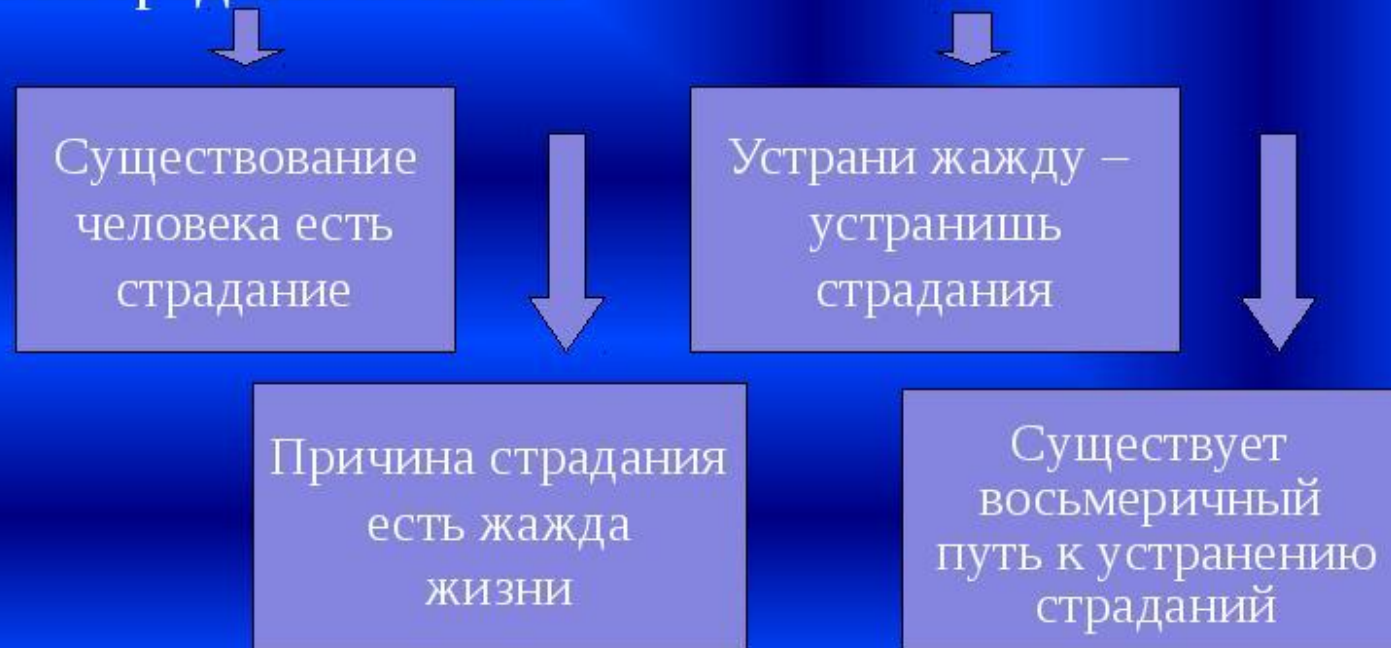 Существование
человека есть
страдание
Причина страдания
есть жажда
жизни
Устрани жажду –
устранишь
страдания
Существует
восьмеричный
путь к устранению
страданий